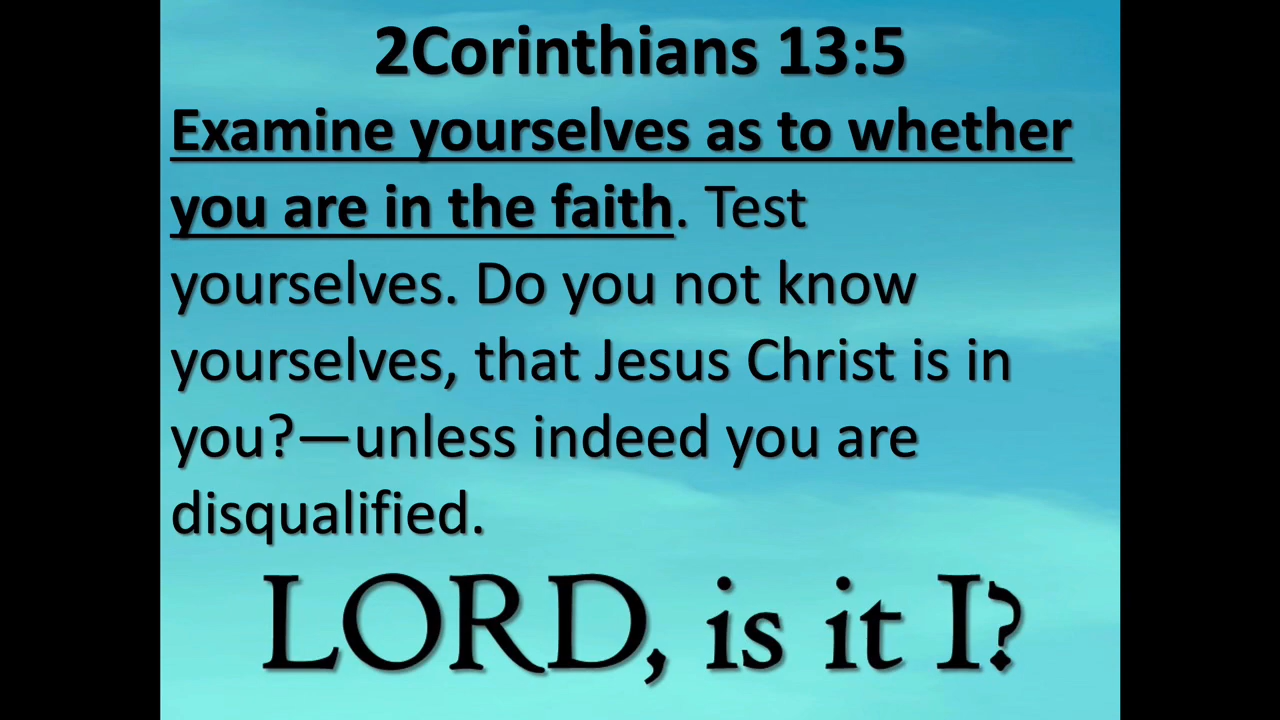 2Corinthians 13:5
Examine yourselves as to whether
you are in the faith. Test
yourselves. Do you not know
yourselves, that Jesus Christ is in
you?—unless indeed you are
disqualified.
LORD, is it I?